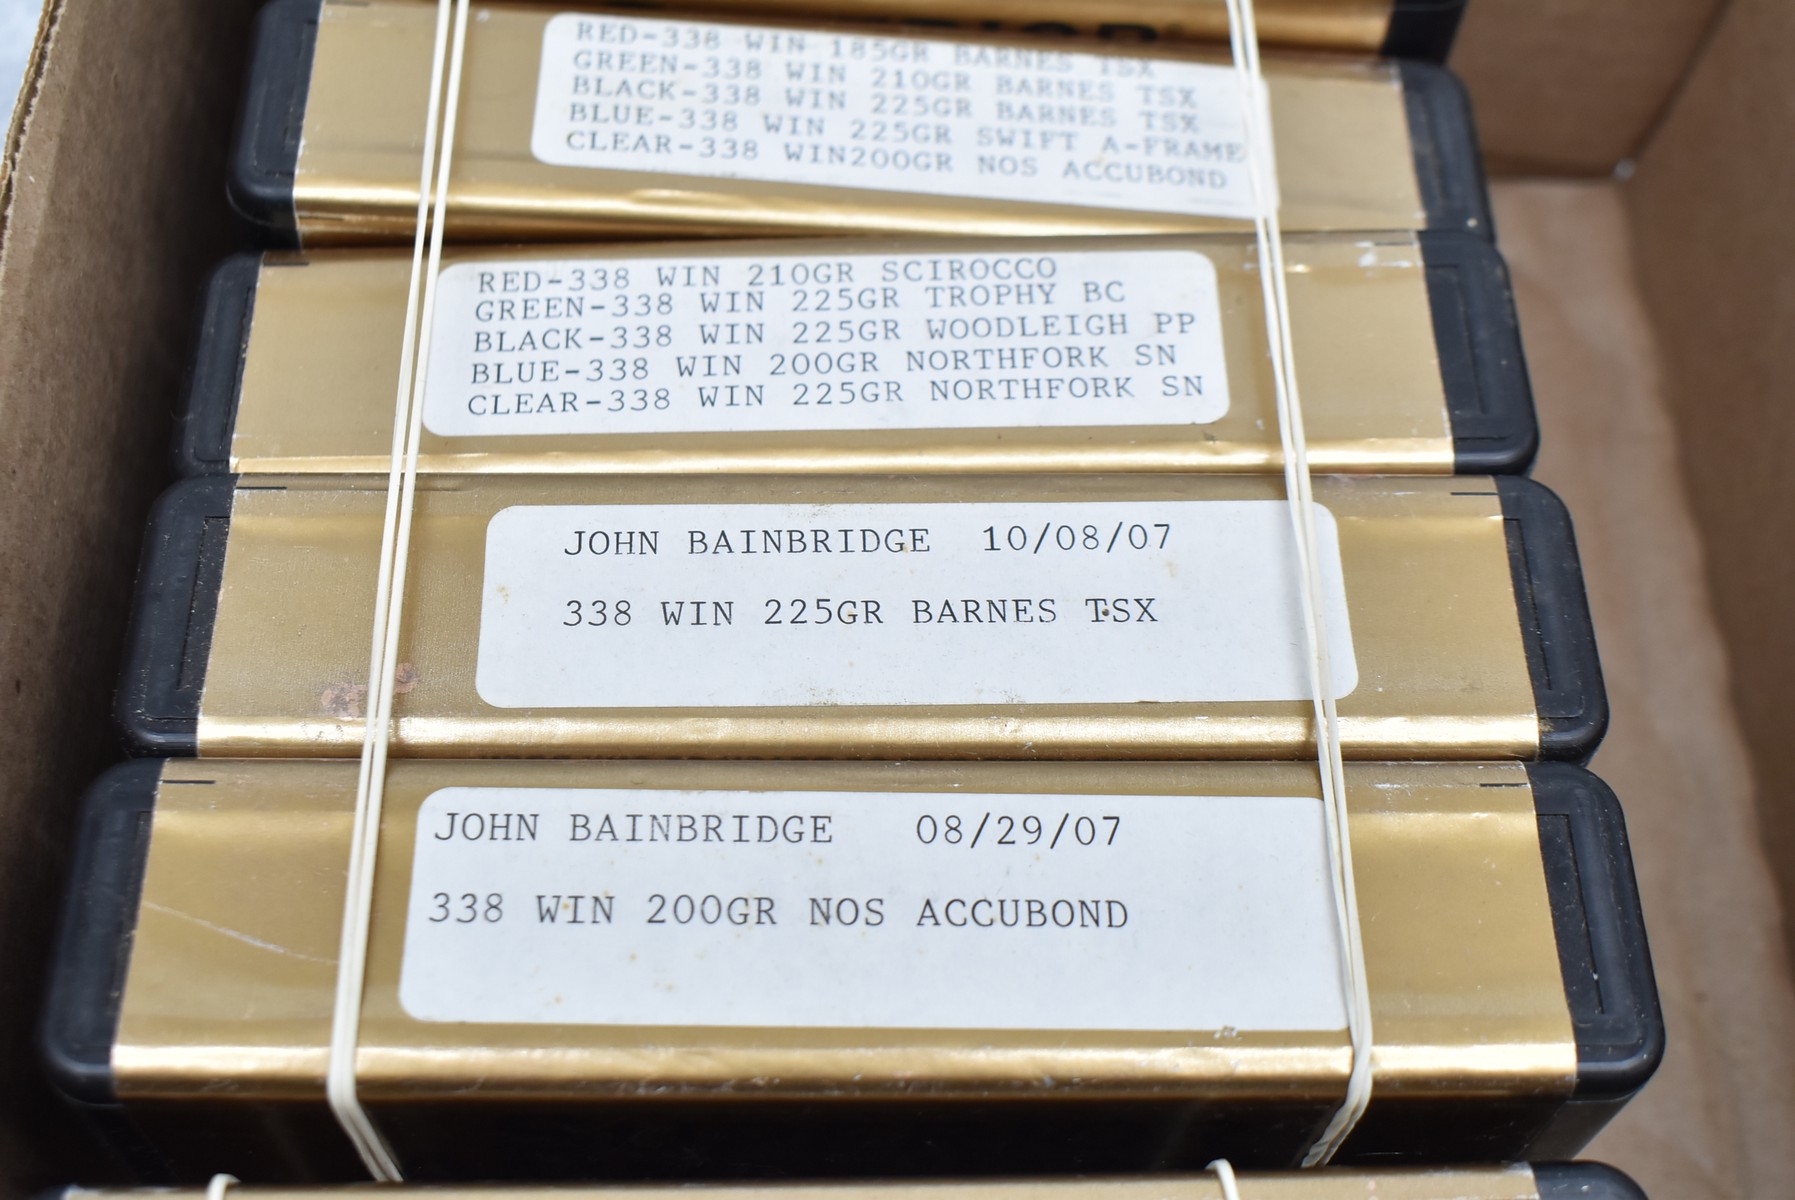 RED-338 WIN 185GR BARNES TSX
GREEN-338 WIN 210GR BARNES TSX
BLACK-338 WIN 225GR BARNES TSX
BLUE-338 WIN 225GR SWIFT A-FRAME
CLEAR-338 WIN200GR NOS ACCUBOND
RED-338 WIN 210GR SCIROCCO
GREEN-338 WIN 225GR TROPHY BC
BLACK-338 WIN 225GR WOODLEIGH PP
BLUE-338 WIN 200GR NORTHFORK SN
CLEAR-338 WIN 225GR NORTHFORK SN
JOHN BAINBRIDGE 10/08/07
338 WIN 225GR BARNES TSX
JOHN BAINBRIDGE 08/29/07
338 WIN 200GR NOS ACCUBOND